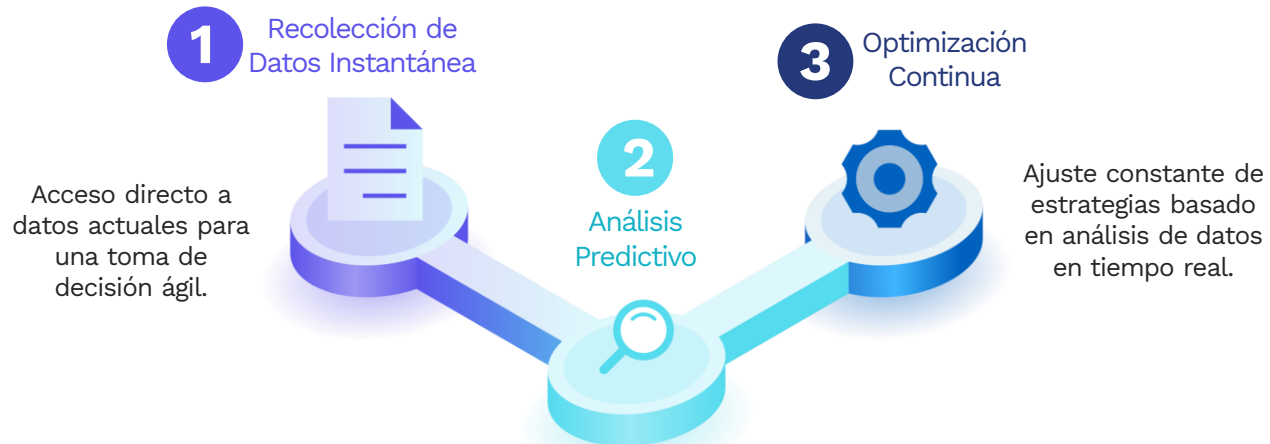 1
Recolección de
Datos Instantánea
Acceso directo a
datos actuales para
una toma de
decisión ágil.
2
Análisis
Predictivo
3
Optimización
Continua
Ajuste constante de
estrategias basado
en análisis de datos
en tiempo real.